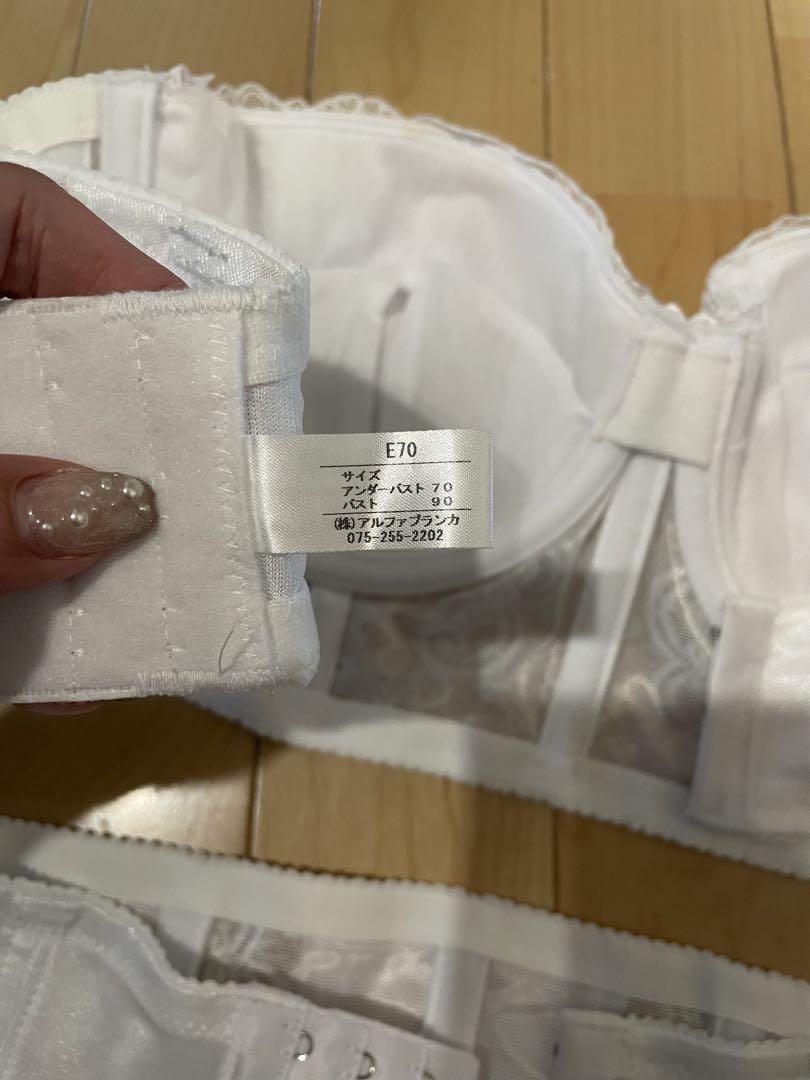 E70
サイズ
アンダーバスト 70
バスト 90
(株)アルファブランカ
075-255-2202